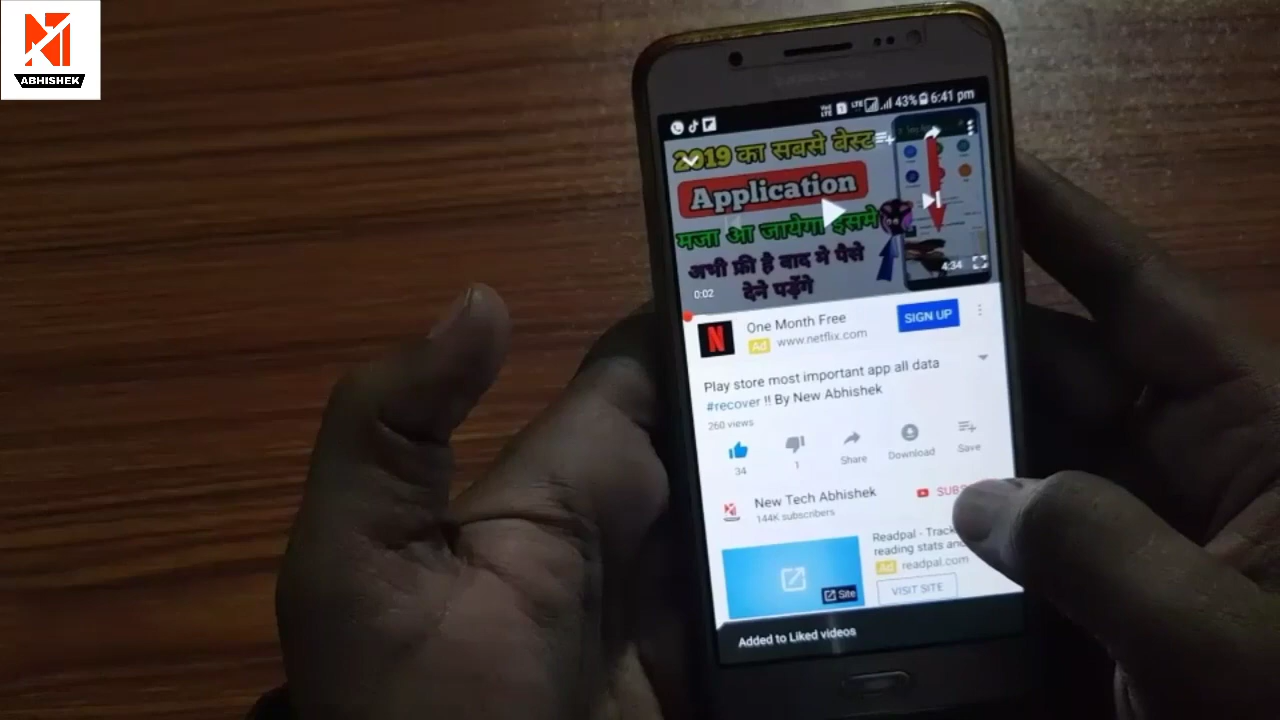 ABHISHEK
43% 6:41 pm
2019 का सबसे बेस्ट
Application
मजा आ जायेगा इसमे
अभी फ्री है बाद मे पैसे
देने पड़ेंगे
0:02
4:34
One Month Free
Ad www.netflix.com
SIGN UP
Play store most important app all data
#recover !! By New Abhishek
260 views
34
1
Share
Download
Save
New Tech Abhishek
144K subscribers
Readpal - Track
reading stats
Ad readpal.com
VISIT SITE
Site
Added to Liked videos